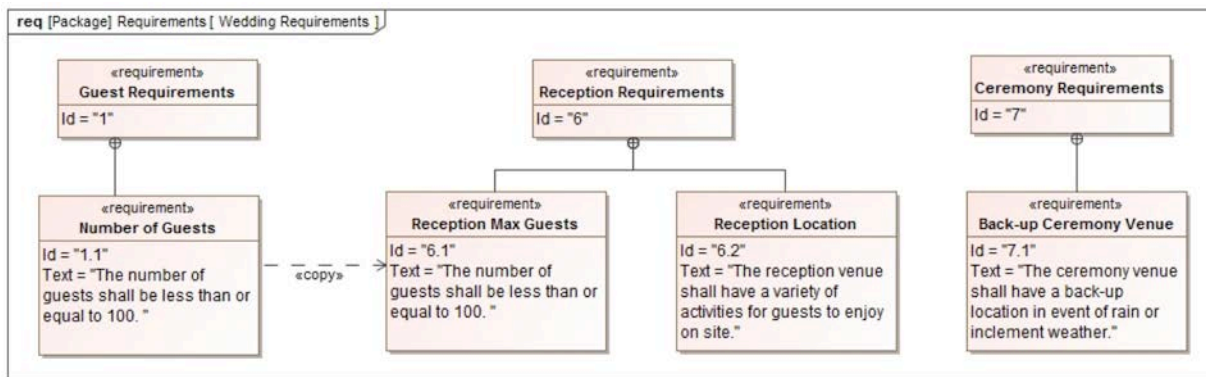 req [Package] Requirements [ Wedding Requirements ]
«requirement»
Guest Requirements
Id = "1"
«requirement»
Reception Requirements
Id = "6"
«requirement»
Ceremony Requirements
Id = "7"
«requirement»
Number of Guests
Id = "1.1"
Text = "The number of
guests shall be less than or
equal to 100. "
«copy»
«requirement»
Reception Max Guests
Id = "6.1"
Text = "The number of
guests shall be less than or
equal to 100. "
«requirement»
Reception Location
Id = "6.2"
Text = "The reception venue
shall have a variety of
activities for guests to enjoy
on site."
«requirement»
Back-up Ceremony Venue
Id = "7.1"
Text = "The ceremony venue
shall have a back-up
location in event of rain or
inclement weather."